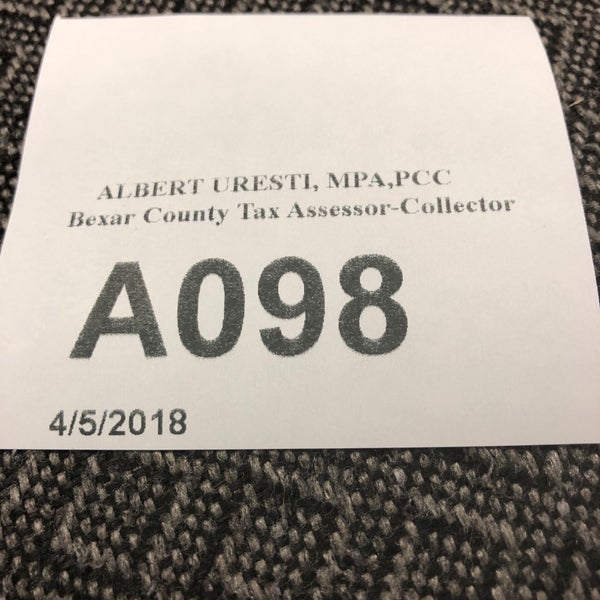 ALBERT URESTI, MPA,PCC
Bexar County Tax Assessor-Collector
A098
4/5/2018